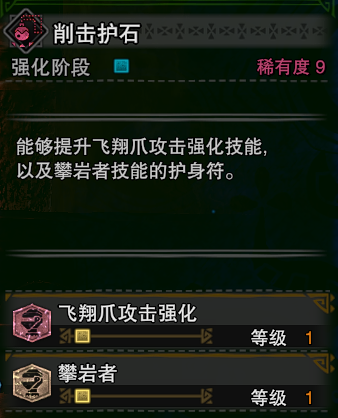 削击护石
强化阶段
稀有度 9
能够提升飞翔爪攻击强化技能，
以及攀岩者技能的护身符。
飞翔爪攻击强化
等级 1
攀岩者
等级 1